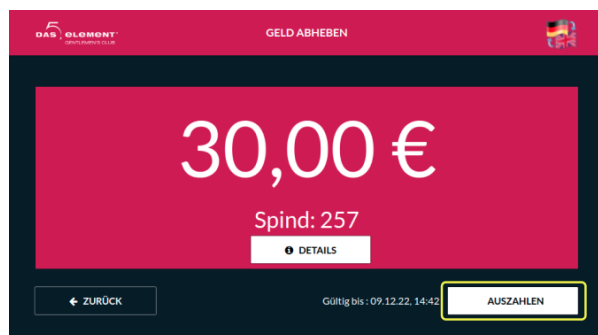 DAS 5 ELEMENT
GENTLEMEN'S CLUB
GELD ABHEBEN
30,00 €
Spind: 257
DETAILS
ZURÜCK
Gültig bis : 09.12.22, 14:42
AUSZAHLEN